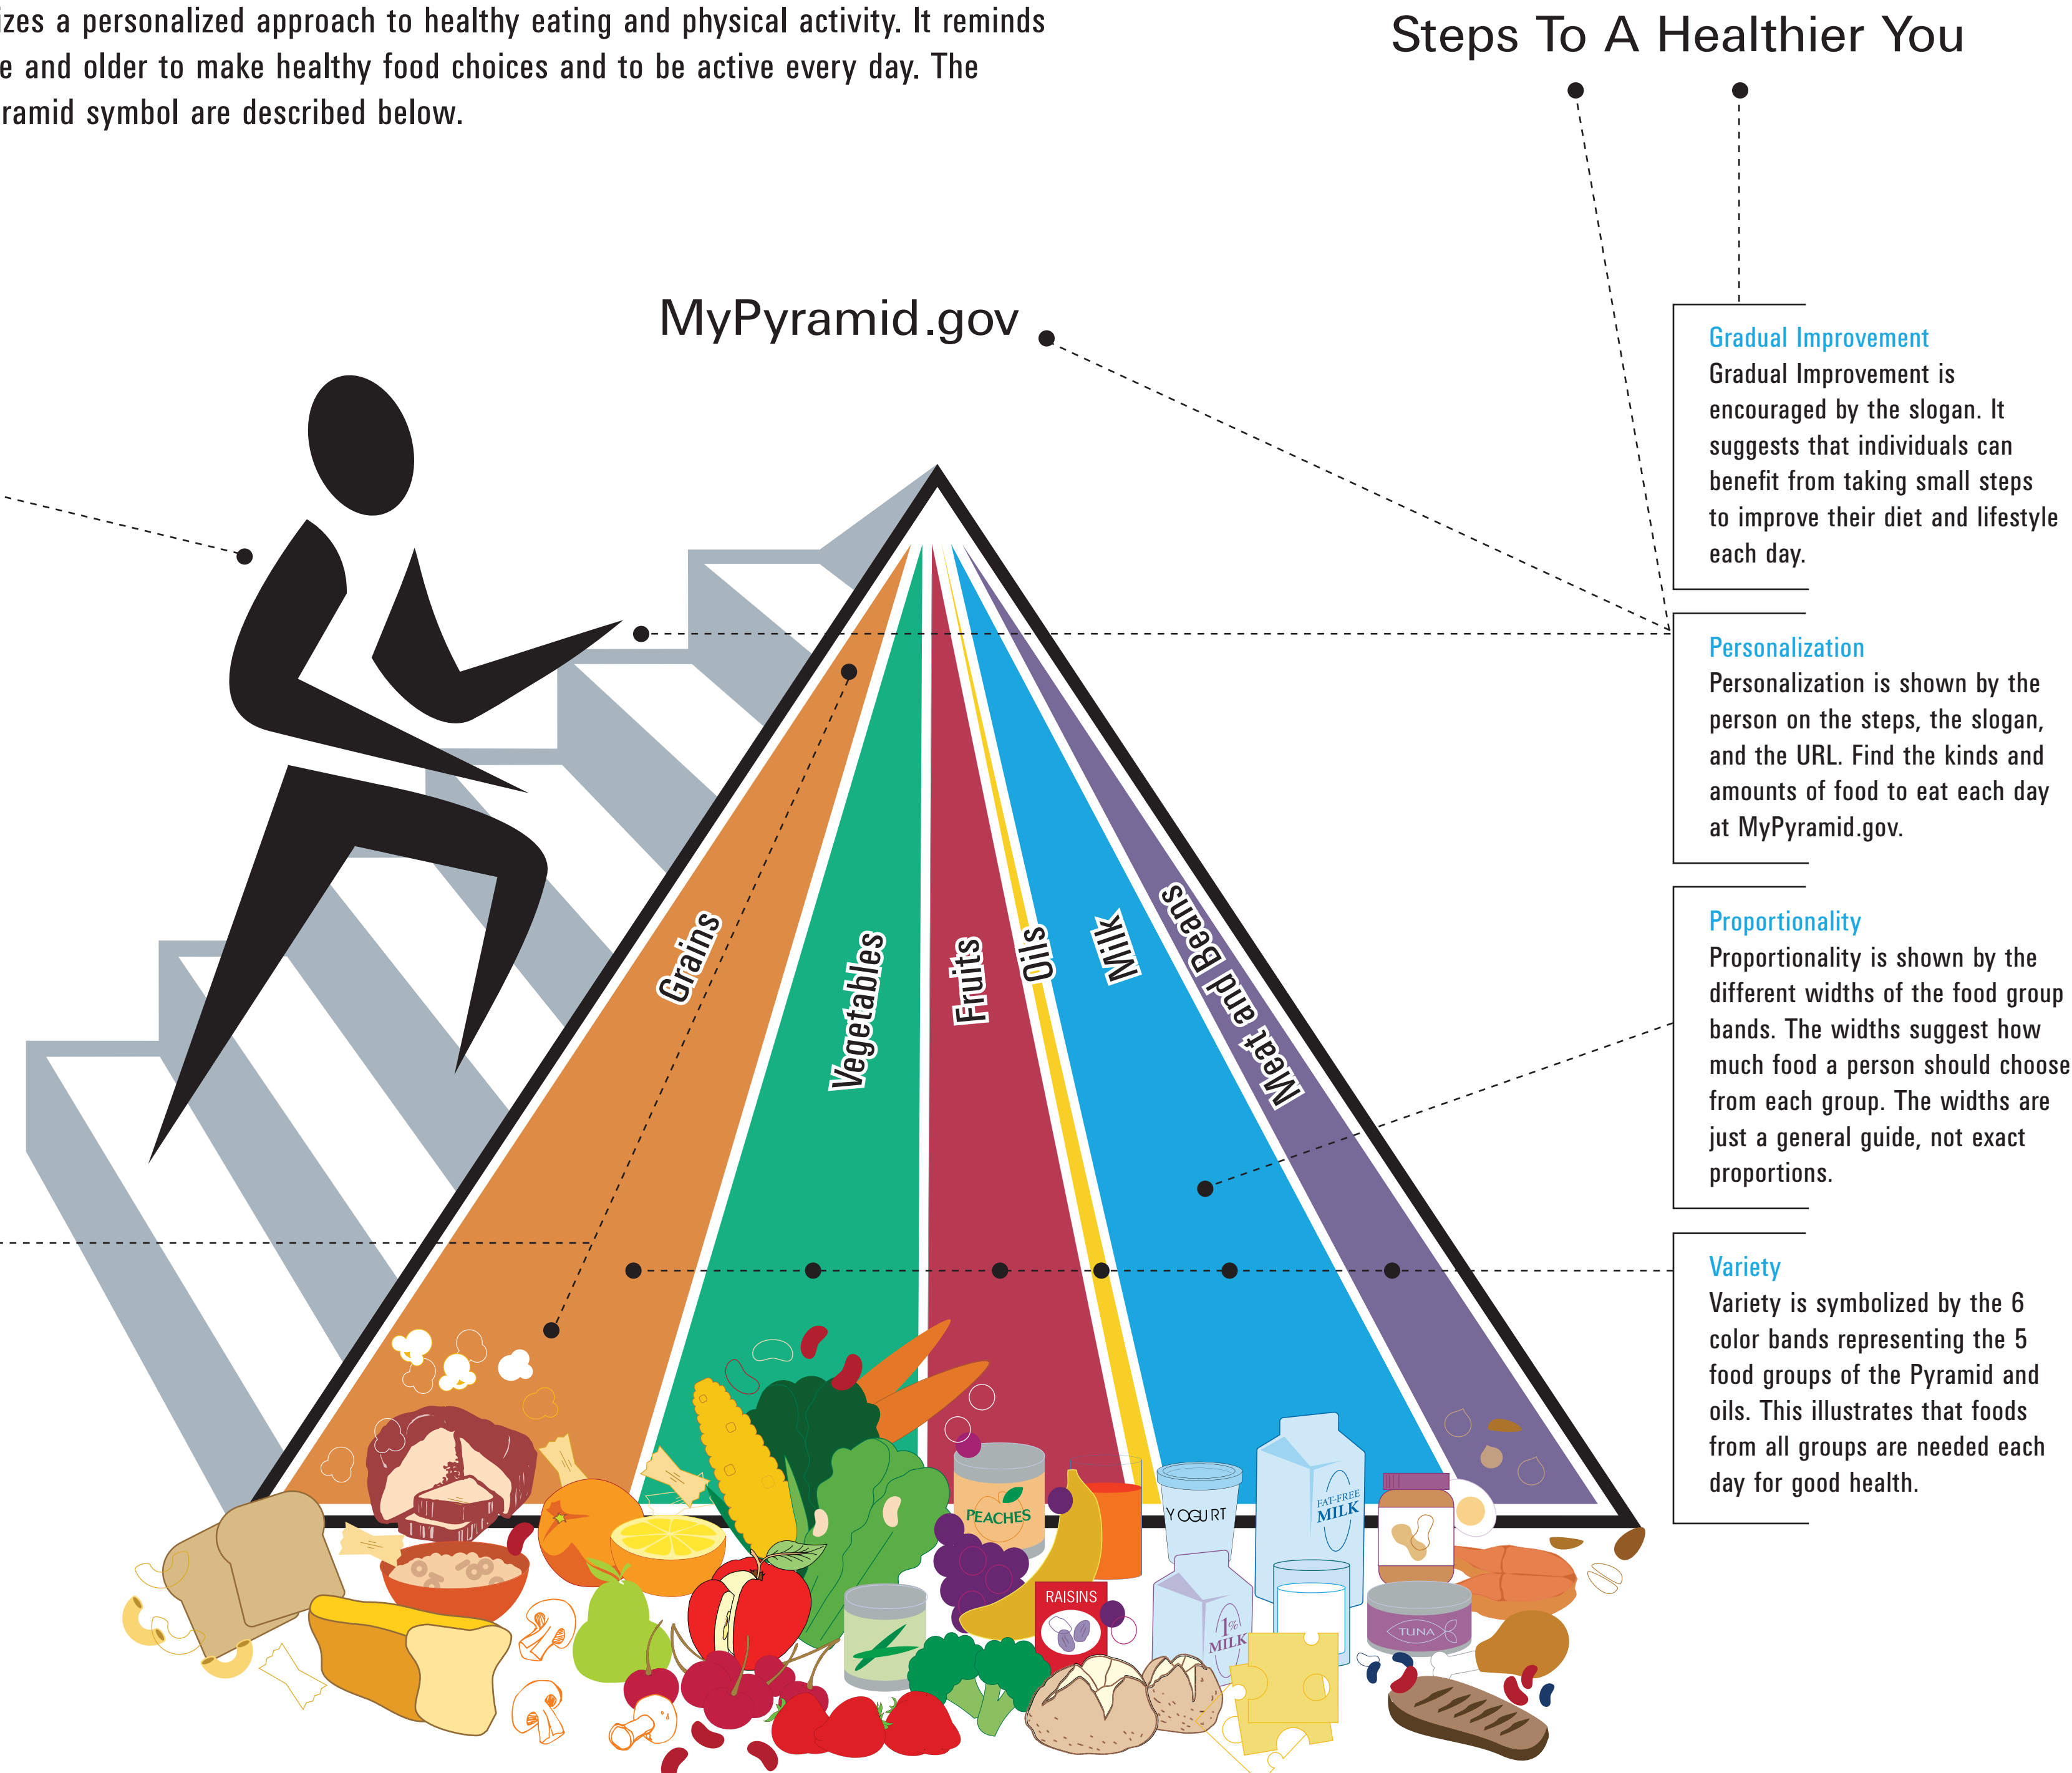 izes a personalized approach to healthy eating and physical activity. It reminds
e and older to make healthy food choices and to be active every day. The
ramid symbol are described below.
Steps To A Healthier You
MyPyramid.gov
Gradual Improvement
Gradual Improvement is
encouraged by the slogan. It
suggests that individuals can
benefit from taking small steps
to improve their diet and lifestyle
each day.
Personalization
Personalization is shown by the
person on the steps, the slogan,
and the URL. Find the kinds and
amounts of food to eat each day
at MyPyramid.gov.
Proportionality
Proportionality is shown by the
different widths of the food group
bands. The widths suggest how
much food a person should choose
from each group. The widths are
just a general guide, not exact
proportions.
Variety
Variety is symbolized by the 6
color bands representing the 5
food groups of the Pyramid and
oils. This illustrates that foods
from all groups are needed each
day for good health.
Grains
Vegetables
Fruits
Oils
Milk
Meat and Beans
PEACHES
YOGURT
FAT-FREE
MILK
RAISINS
1%
MILK
TUNA